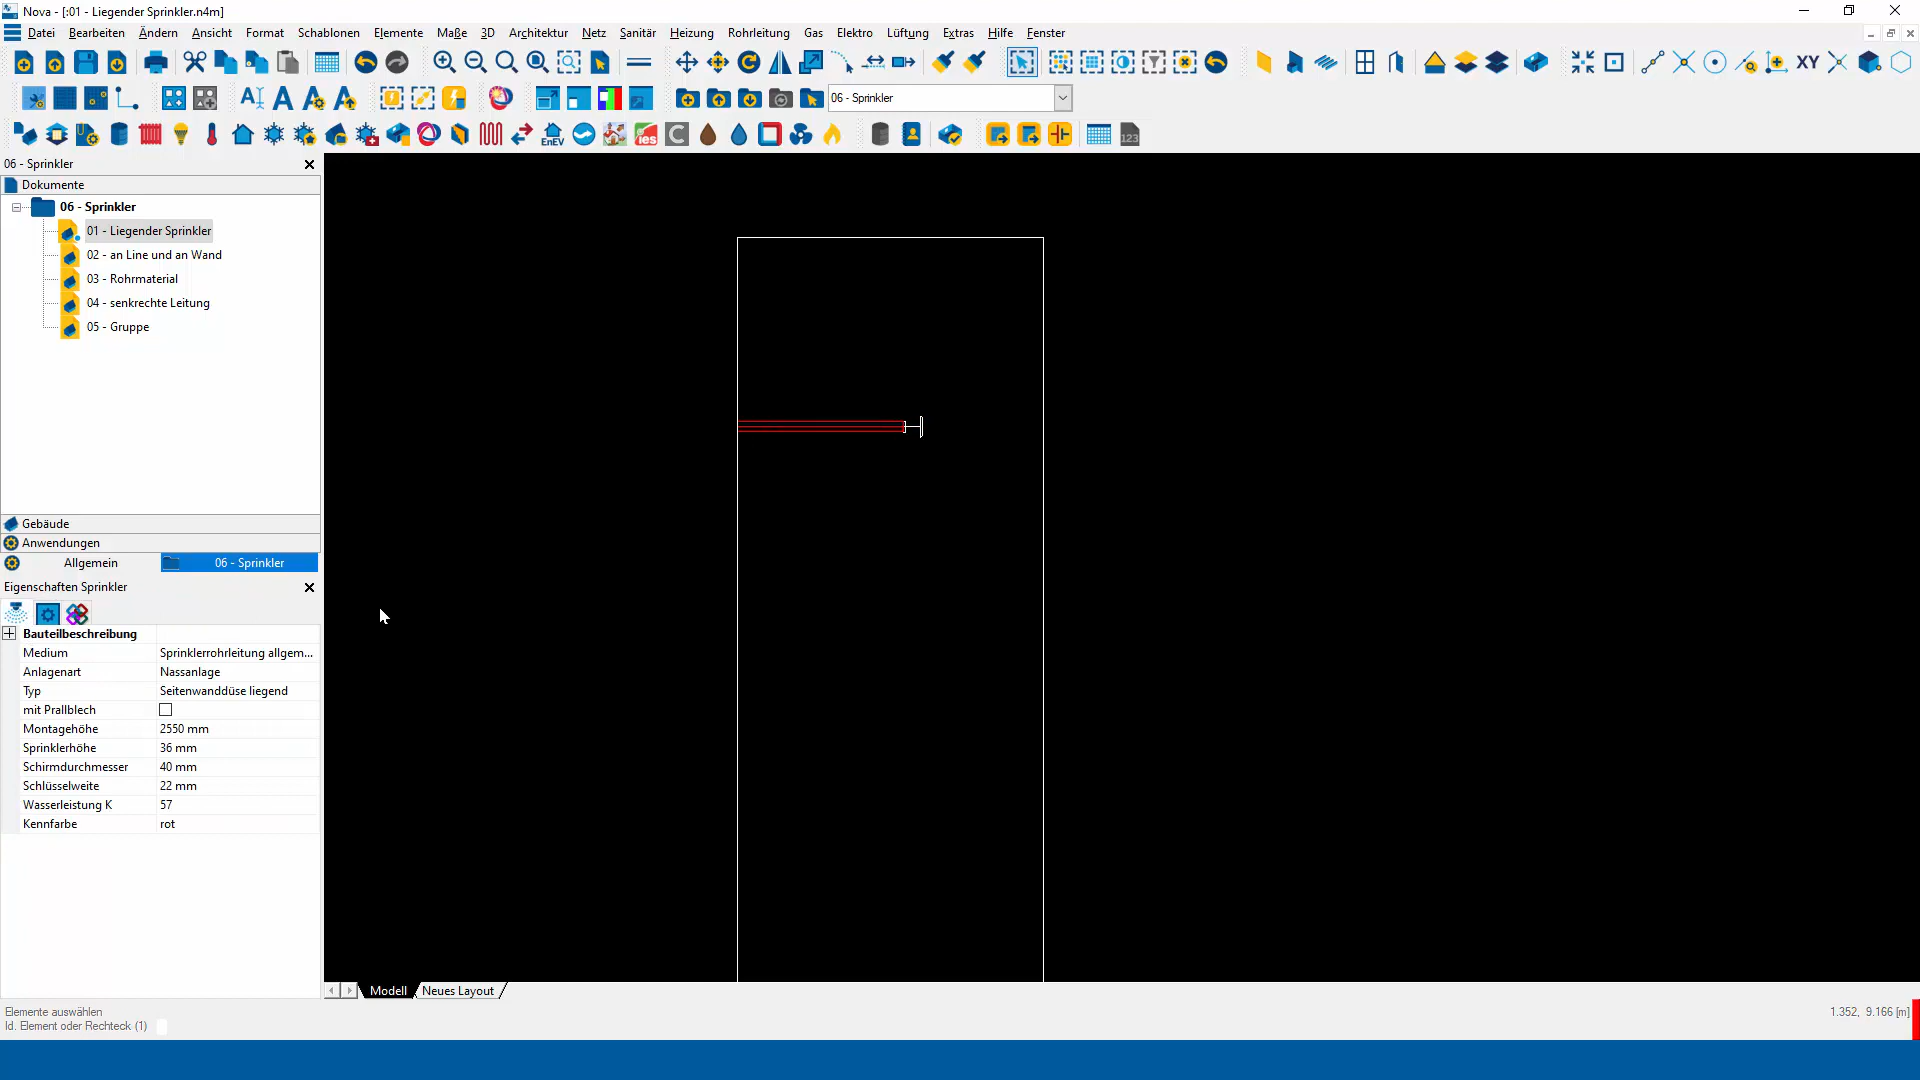 Nova - [:01 - Liegender Sprinkler.n4m]
Datei Bearbeiten Ändern Ansicht Format Schablonen Elemente Maße 3D Architektur Netz Sanitär Heizung Rohrleitung Gas Elektro Lüftung Extras Hilfe Fenster
XY
06 - Sprinkler
EnEV ies C 123
06 - Sprinkler
Dokumente
06 - Sprinkler
01 - Liegender Sprinkler
02 - an Line und an Wand
03 - Rohrmaterial
04 - senkrechte Leitung
05 - Gruppe
Gebäude
Anwendungen
Allgemein 06 - Sprinkler
Eigenschaften Sprinkler
Bauteilbeschreibung
Medium Sprinklerrohrleitung allgem...
Anlagenart Nassanlage
Typ Seitenwanddüse liegend
mit Prallblech
Montagehöhe 2550 mm
Sprinklerhöhe 36 mm
Schirmdurchmesser 40 mm
Schlüsselweite 22 mm
Wasserleistung K 57
Kennfarbe rot
Modell Neues Layout
Elemente auswählen
Id. Element oder Rechteck (1)
1.352, 9.166 [m]